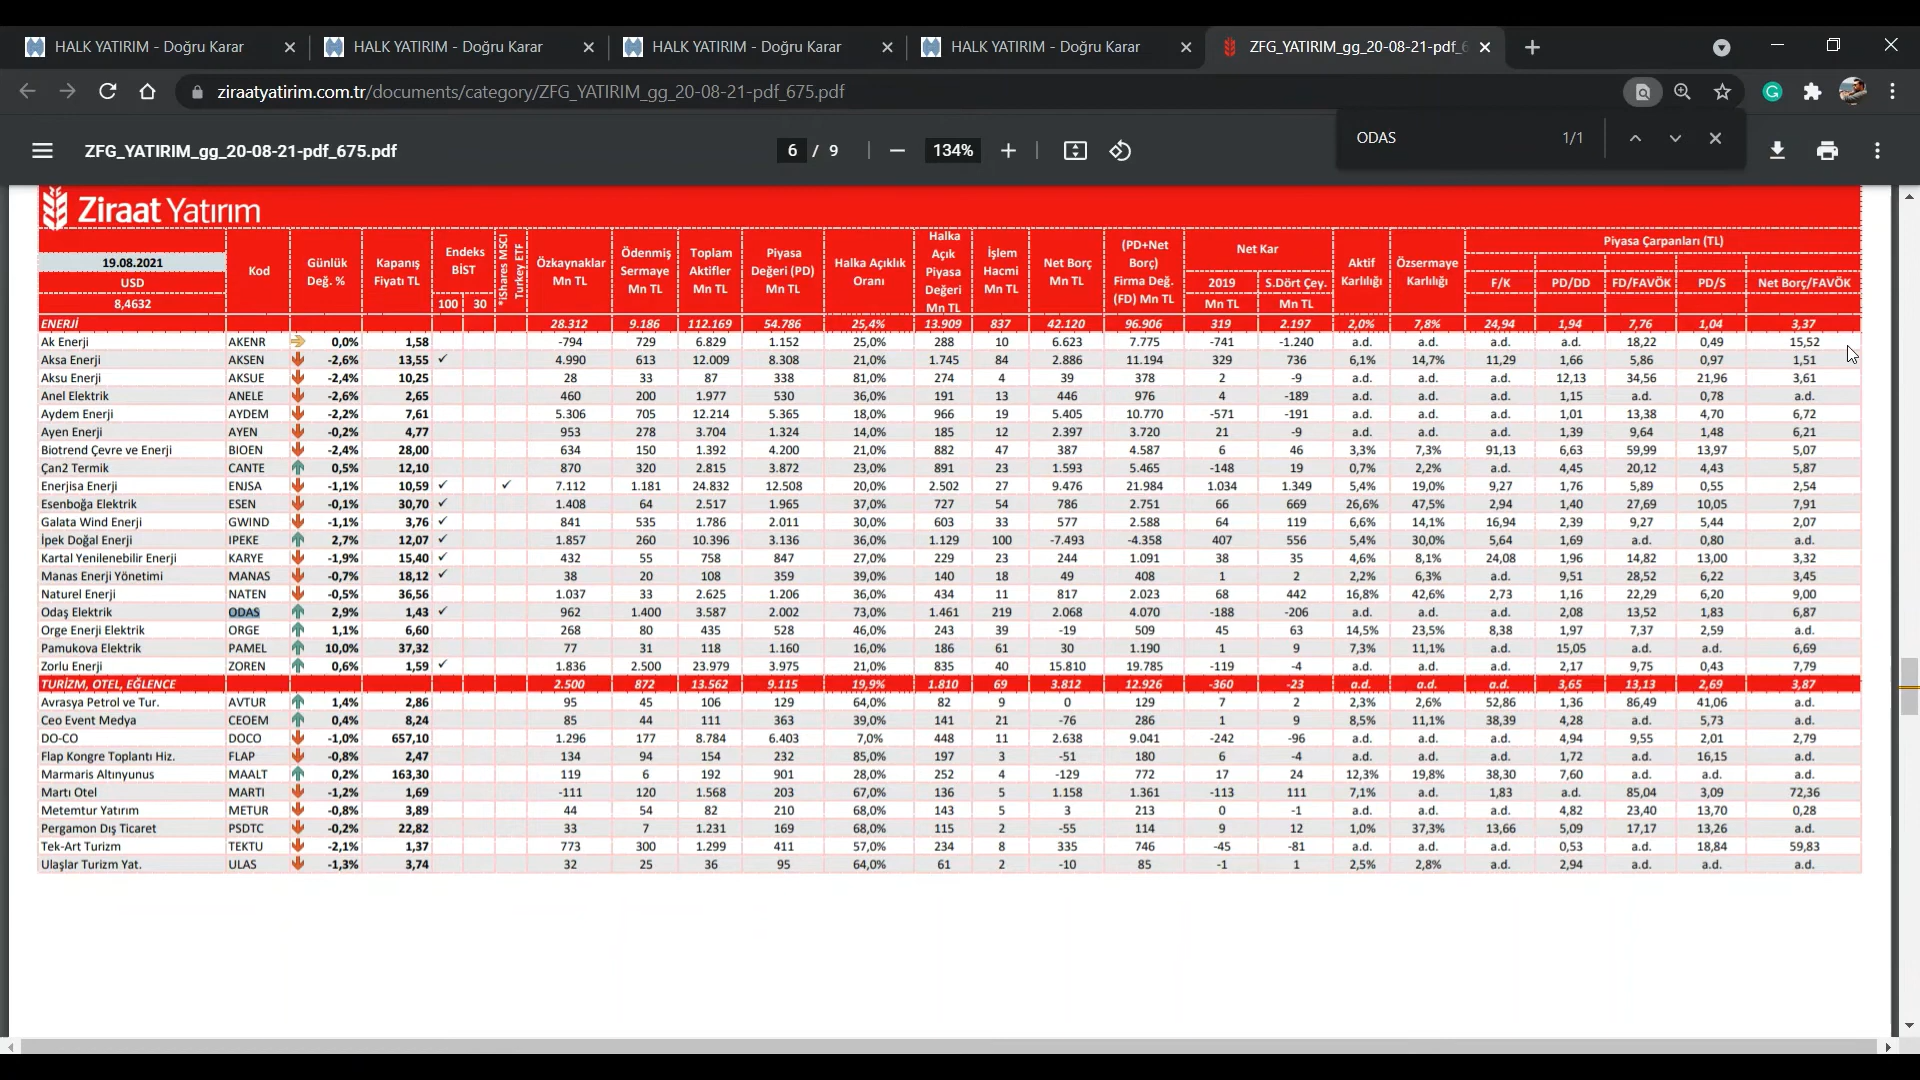 HALK YATIRIM - Doğru Karar
HALK YATIRIM - Doğru Karar
HALK YATIRIM - Doğru Karar
HALK YATIRIM - Doğru Karar
ZFG_YATIRIM_gg_20-08-21-pdf_6
ziraatyatirim.com.tr/documents/category/ZFG_YATIRIM_gg_20-08-21-pdf_675.pdf
ODAS 1/1
ZFG_YATIRIM_gg_20-08-21-pdf_675.pdf 6 / 9 134%
Ziraat Yatırım
19.08.2021
USD
8,4632
Kod
Günlük Değ. %
Kapanış Fiyatı TL
Endeks BİST 100 30
*iShares MSCI Turkey ETF
Özkaynaklar Mn TL
Ödenmiş Sermaye Mn TL
Toplam Aktifler Mn TL
Piyasa Değeri (PD) Mn TL
Halka Açıklık Oranı
Halka Açık Piyasa Değeri Mn TL
İşlem Hacmi Mn TL
Net Borç Mn TL
(PD+Net Borç) Firma Değ. (FD) Mn TL
Net Kar
2019 Mn TL
S.Dört Çey. Mn TL
Aktif Karlılığı
Özsermaye Karlılığı
Piyasa Çarpanları (TL)
F/K PD/DD FD/FAVÖK PD/S Net Borç/FAVÖK
ENERJİ 28.312 9.186 112.169 54.786 25,4% 13.909 837 42.120 96.906 319 2.197 2,0% 7,8% 24,94 1,94 7,76 1,04 3,37
Ak Enerji AKENR 0,0% 1,58 -794 729 6.829 1.152 25,0% 288 10 6.623 7.775 -741 -1.240 a.d. a.d. a.d. a.d. 18,22 0,49 15,52
Aksa Enerji AKSEN -2,6% 13,55 ✓ 4.990 613 12.009 8.308 21,0% 1.745 84 2.886 11.194 329 736 6,1% 14,7% 11,29 1,66 5,86 0,97 1,51
Aksu Enerji AKSUE -2,4% 10,25 28 33 87 338 81,0% 274 4 39 378 2 -9 a.d. a.d. a.d. 12,13 34,56 21,96 3,61
Anel Elektrik ANELE -2,6% 2,65 460 200 1.977 530 36,0% 191 13 446 976 4 -189 a.d. a.d. a.d. 1,15 a.d. 0,78 a.d.
Aydem Enerji AYDEM -2,2% 7,61 5.306 705 12.214 5.365 18,0% 966 19 5.405 10.770 -571 -191 a.d. a.d. a.d. 1,01 13,38 4,70 6,72
Ayen Enerji AYEN -0,2% 4,77 953 278 3.704 1.324 14,0% 185 12 2.397 3.720 21 -9 a.d. a.d. a.d. 1,39 9,64 1,48 6,21
Biotrend Çevre ve Enerji BIOEN -2,4% 28,00 634 150 1.392 4.200 21,0% 882 47 387 4.587 6 46 3,3% 7,3% 91,13 6,63 59,99 13,97 5,07
Çan2 Termik CANTE 0,5% 12,10 870 320 2.815 3.872 23,0% 891 23 1.593 5.465 -148 19 0,7% 2,2% a.d. 4,45 20,12 4,43 5,87
Enerjisa Enerji ENJSA -1,1% 10,59 ✓ ✓ 7.112 1.181 24.832 12.508 20,0% 2.502 27 9.476 21.984 1.034 1.349 5,4% 19,0% 9,27 1,76 5,89 0,55 2,54
Esenboğa Elektrik ESEN -0,1% 30,70 ✓ 1.408 64 2.517 1.965 37,0% 727 54 786 2.751 66 669 26,6% 47,5% 2,94 1,40 27,69 10,05 7,91
Galata Wind Enerji GWIND -1,1% 3,76 ✓ 841 535 1.786 2.011 30,0% 603 33 577 2.588 64 119 6,6% 14,1% 16,94 2,39 9,27 5,44 2,07
İpek Doğal Enerji IPEKE 2,7% 12,07 ✓ 1.857 260 10.396 3.136 36,0% 1.129 100 -7.493 -4.358 407 556 5,4% 30,0% 5,64 1,69 a.d. 0,80 a.d.
Kartal Yenilenebilir Enerji KARYE -1,9% 15,40 ✓ 432 55 758 847 27,0% 229 23 244 1.091 38 35 4,6% 8,1% 24,08 1,96 14,82 13,00 3,32
Manas Enerji Yönetimi MANAS -0,7% 18,12 ✓ 38 20 108 359 39,0% 140 18 49 408 1 2 2,2% 6,3% a.d. 9,51 28,52 6,22 3,45
Naturel Enerji NATEN -0,5% 36,56 1.037 33 2.625 1.206 36,0% 434 11 817 2.023 68 442 16,8% 42,6% 2,73 1,16 22,29 6,20 9,00
Odaş Elektrik ODAS 2,9% 1,43 ✓ 962 1.400 3.587 2.002 73,0% 1.461 219 2.068 4.070 -188 -206 a.d. a.d. a.d. 2,08 13,52 1,83 6,87
Orge Enerji Elektrik ORGE 1,1% 6,60 268 80 435 528 46,0% 243 39 -19 509 45 63 14,5% 23,5% 8,38 1,97 7,37 2,59 a.d.
Pamukova Elektrik PAMEL 10,0% 37,32 77 31 118 1.160 16,0% 186 61 30 1.190 1 9 7,3% 11,1% a.d. 15,05 a.d. a.d. 6,69
Zorlu Enerji ZOREN 0,6% 1,59 ✓ 1.836 2.500 23.979 3.975 21,0% 835 40 15.810 19.785 -119 -4 a.d. a.d. a.d. 2,17 9,75 0,43 7,79
TURİZM, OTEL, EĞLENCE 2.500 872 13.562 9.115 19,9% 1.810 69 3.812 12.926 -360 -23 a.d. a.d. a.d. 3,65 13,13 2,69 3,87
Avrasya Petrol ve Tur. AVTUR 1,4% 2,86 95 45 106 129 64,0% 82 9 0 129 7 2 2,3% 2,6% 52,86 1,36 86,49 41,06 a.d.
Ceo Event Medya CEOEM 0,4% 8,24 85 44 111 363 39,0% 141 21 -76 286 1 9 8,5% 11,1% 38,39 4,28 a.d. 5,73 a.d.
DO-CO DOCO -1,0% 657,10 1.296 177 8.784 6.403 7,0% 448 11 2.638 9.041 -242 -96 a.d. a.d. a.d. 4,94 9,55 2,01 2,79
Flap Kongre Toplantı Hiz. FLAP -0,8% 2,47 134 94 154 232 85,0% 197 3 -51 180 6 -4 a.d. a.d. a.d. 1,72 a.d. 16,15 a.d.
Marmaris Altınyunus MAALT 0,2% 163,30 119 6 192 901 28,0% 252 4 -129 772 17 24 12,3% 19,8% 38,30 7,60 a.d. a.d. a.d.
Martı Otel MARTI -1,2% 1,69 -111 120 1.568 203 67,0% 136 5 1.158 1.361 -113 111 7,1% a.d. 1,83 a.d. 85,04 3,09 72,36
Metemtur Yatırım METUR -0,8% 3,89 44 54 82 210 68,0% 143 5 3 213 0 -1 a.d. a.d. a.d. 4,82 23,40 13,70 0,28
Pergamon Dış Ticaret PSDTC -0,2% 22,82 33 7 1.231 169 68,0% 115 2 -55 114 9 12 1,0% 37,3% 13,66 5,09 17,17 13,26 a.d.
Tek-Art Turizm TEKTU -2,1% 1,37 773 300 1.299 411 57,0% 234 8 335 746 -45 -81 a.d. a.d. a.d. 0,53 a.d. 18,84 59,83
Ulaşlar Turizm Yat. ULAS -1,3% 3,74 32 25 36 95 64,0% 61 2 -10 85 -1 1 2,5% 2,8% a.d. 2,94 a.d. a.d. a.d.